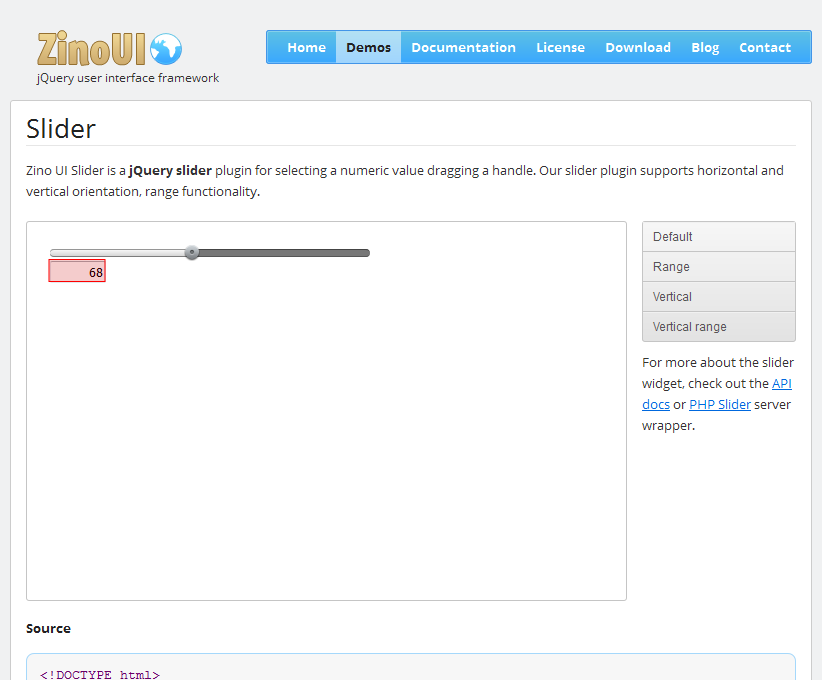 ZinoUI
jQuery user interface framework
Home Demos Documentation License Download Blog Contact
Slider
Zino UI Slider is a jQuery slider plugin for selecting a numeric value dragging a handle. Our slider plugin supports horizontal and
vertical orientation, range functionality.
68
Default
Range
Vertical
Vertical range
For more about the slider
widget, check out the API
docs or PHP Slider server
wrapper.
Source
<!DOCTYPE html>